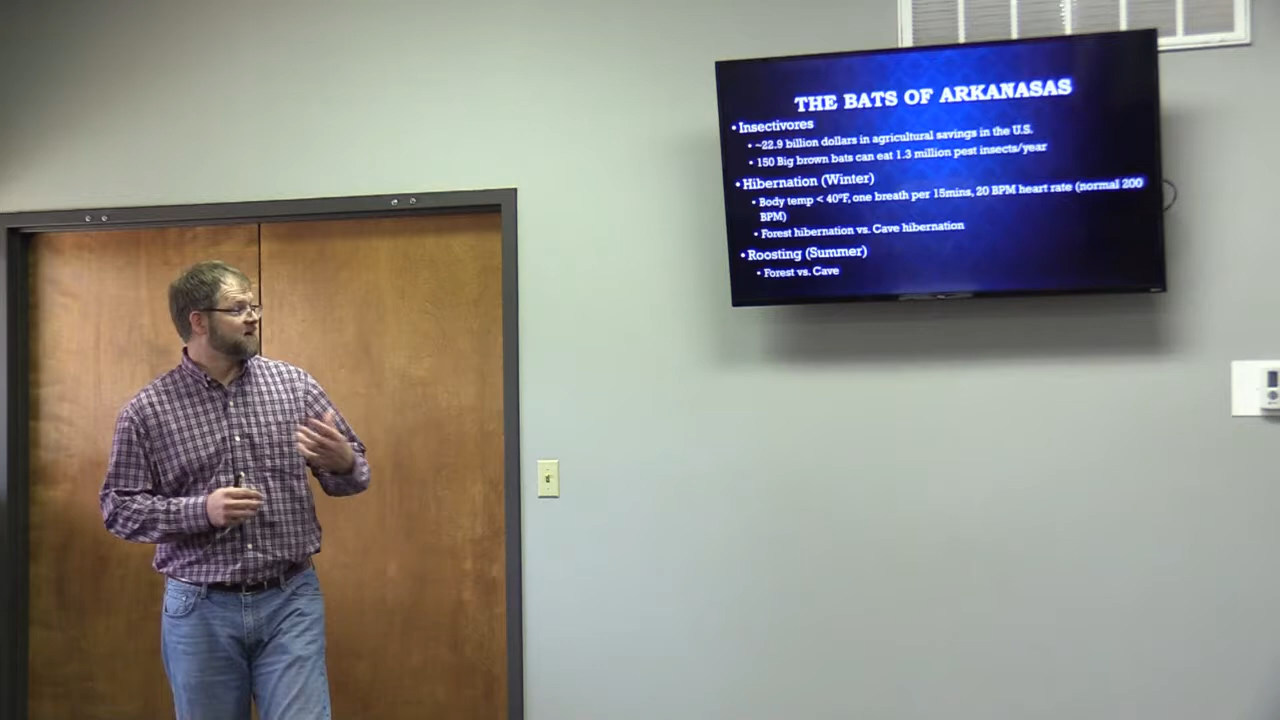 THE BATS OF ARKANASAS
• Insectivores
• ~22.9 billion dollars in agricultural savings in the U.S.
• 150 Big brown bats can eat 1.3 million pest insects/year
• Hibernation (Winter)
• Body temp < 40°F, one breath per 15mins, 20 BPM heart rate (normal 200
BPM)
• Forest hibernation vs. Cave hibernation
• Roosting (Summer)
• Forest vs. Cave